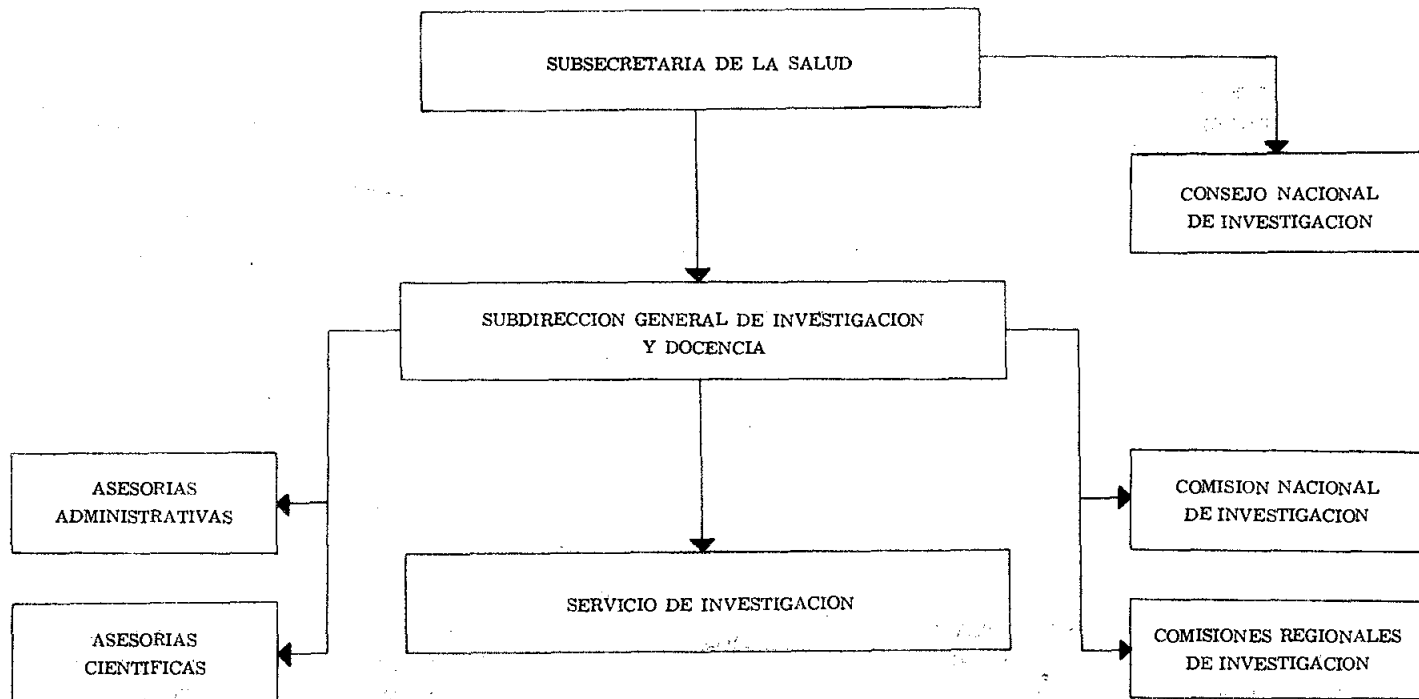 SUBSECRETARIA DE LA SALUD
CONSEJO NACIONAL
DE INVESTIGACION
SUBDIRECCION GENERAL DE INVESTIGACION
Y DOCENCIA
ASESORIAS
ADMINISTRATIVAS
COMISION NACIONAL
DE INVESTIGACION
SERVICIO DE INVESTIGACION
ASESORIAS
CIENTIFICAS
COMISIONES REGIONALES
DE INVESTIGACION